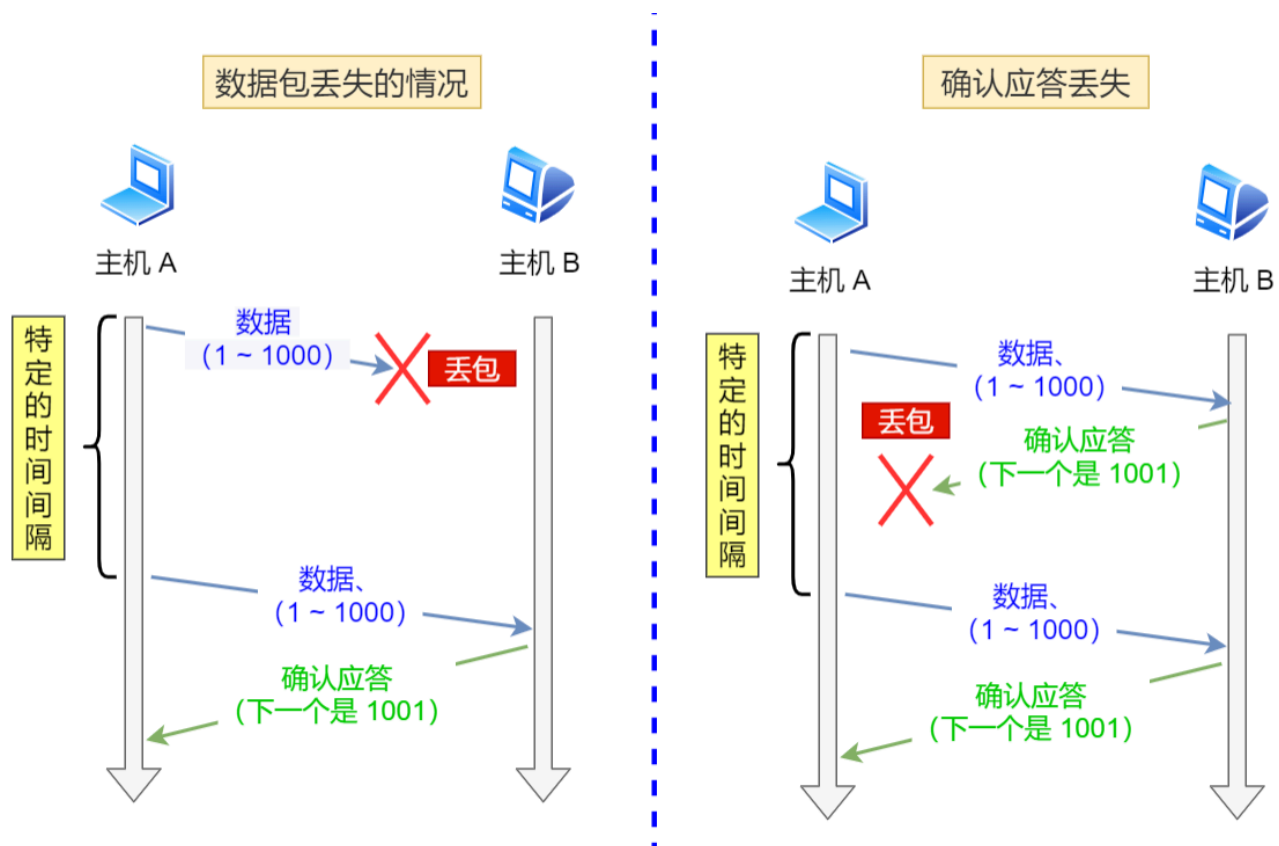 数据包丢失的情况
主机 A
主机 B
特定的时间间隔
数据
（1 ~ 1000）
丢包
数据、
（1 ~ 1000）
确认应答
（下一个是 1001）
确认应答丢失
主机 A
主机 B
特定的时间间隔
数据、
（1 ~ 1000）
丢包
确认应答
（下一个是 1001）
数据、
（1 ~ 1000）
确认应答
（下一个是 1001）